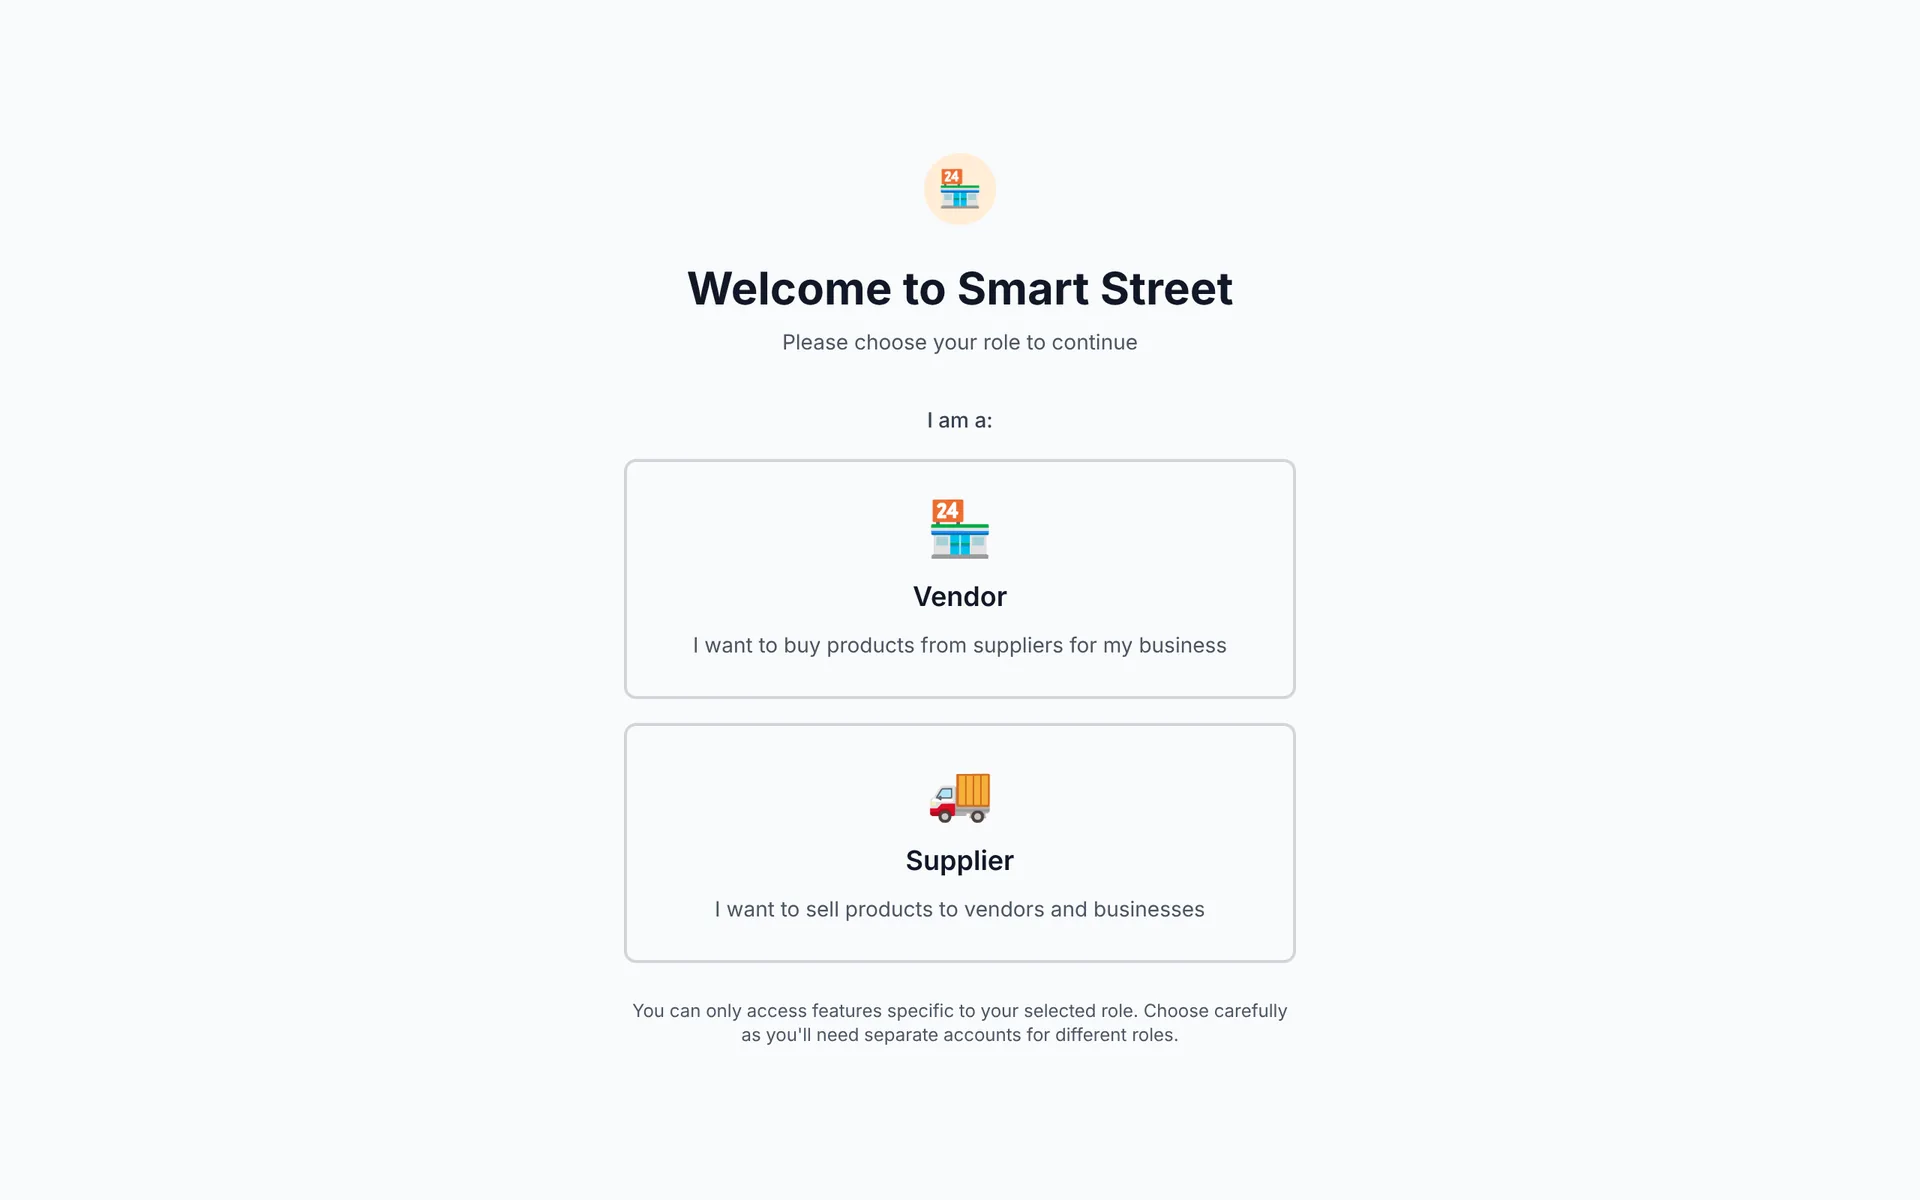 24
Welcome to Smart Street
Please choose your role to continue
I am a:
24
Vendor
I want to buy products from suppliers for my business
Supplier
I want to sell products to vendors and businesses
You can only access features specific to your selected role. Choose carefully
as you'll need separate accounts for different roles.